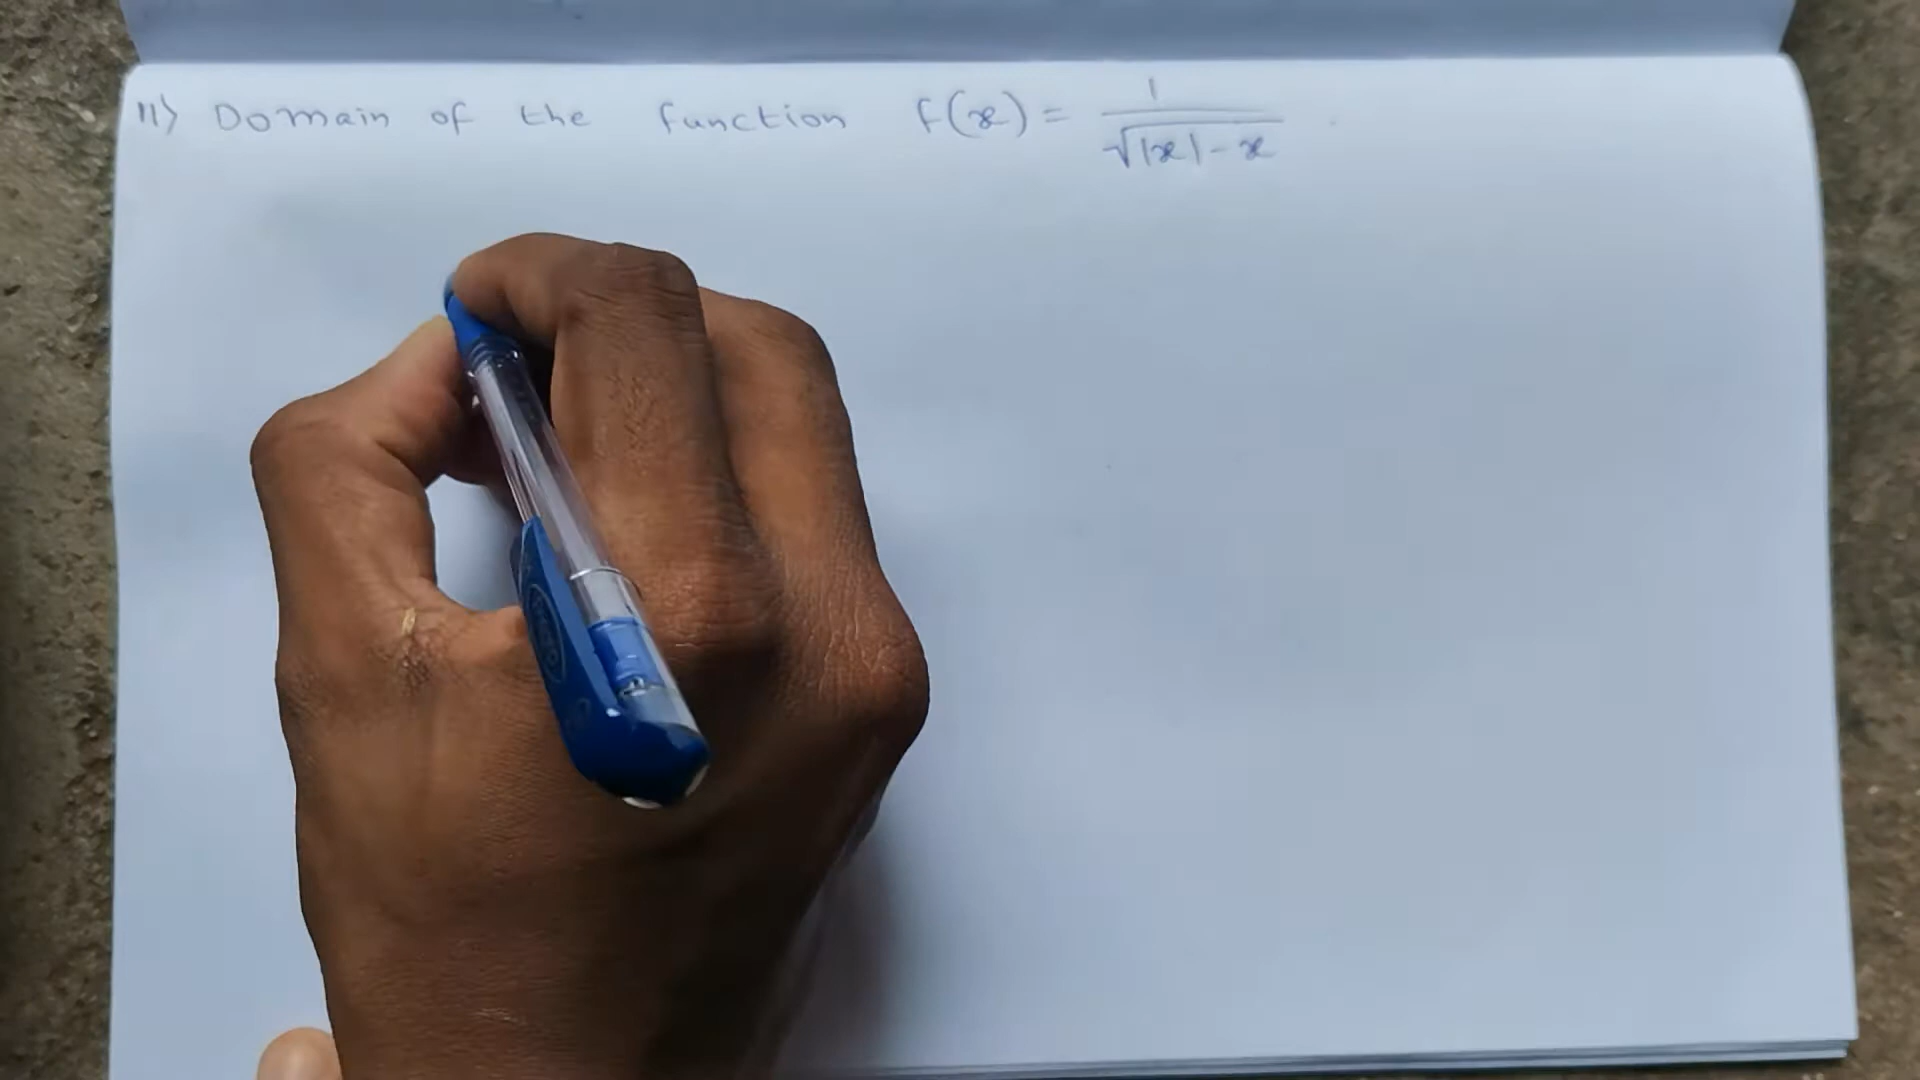 11) Domain of the function f(x) = 1/√|x|-x